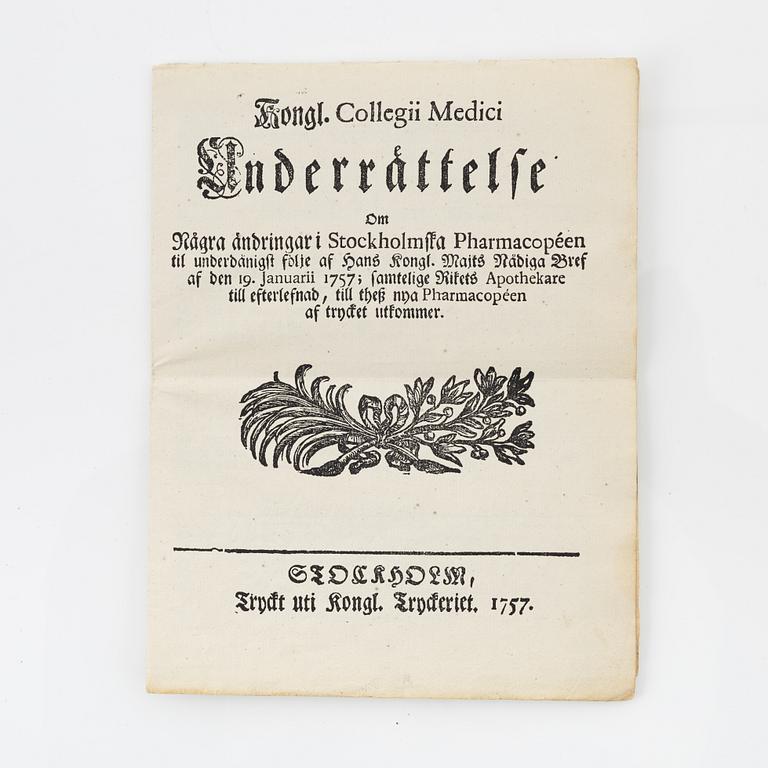 Kongl. Collegii Medici
Underrättelse
Om
Några ändringar i Stockholmska Pharmacopéen
til underdånigst följe af Hans Kongl. Maj:ts Nådiga Bref
af den 19. Januarii 1757; samtelige Rikets Apothekare
till efterlefnad, till theß nya Pharmacopéen
af trycket utkommer.
STOCKHOLM,
Tryckt uti Kongl. Tryckeriet. 1757.